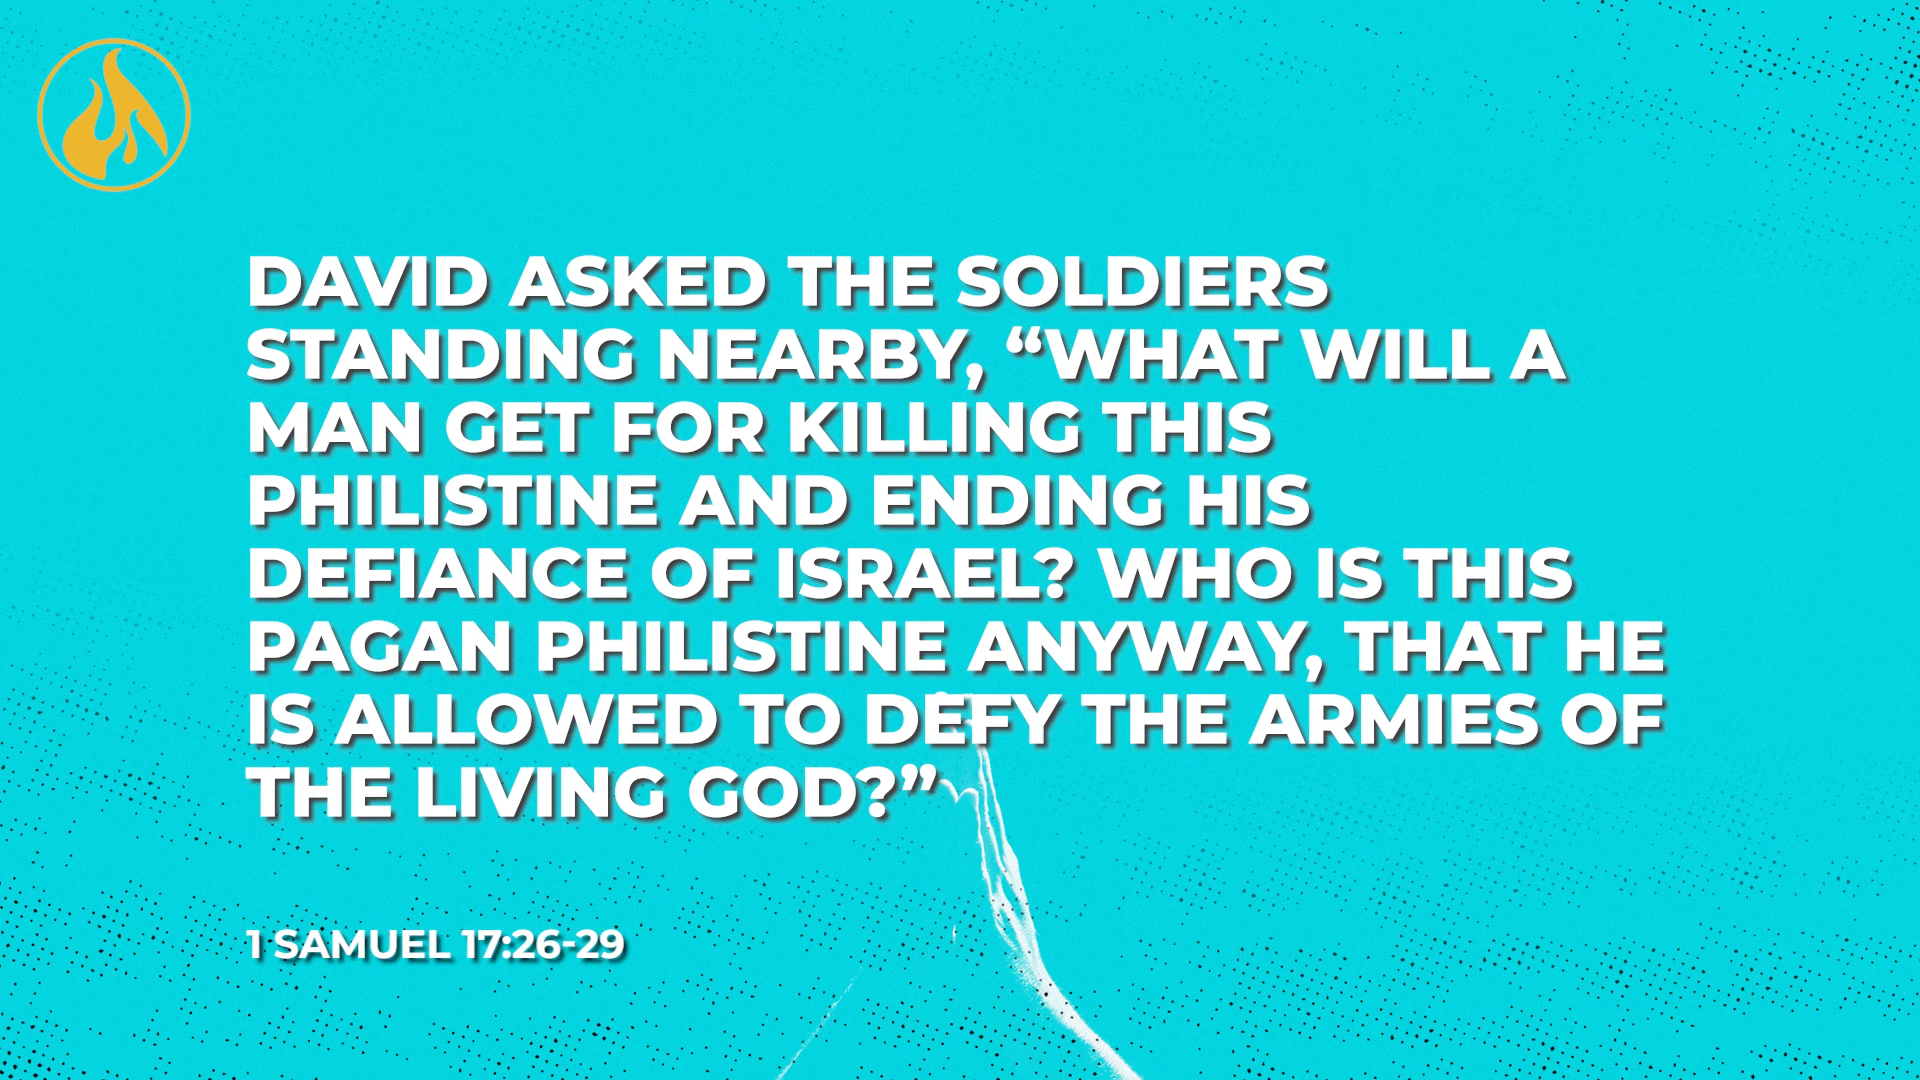 DAVID ASKED THE SOLDIERS
STANDING NEARBY, “WHAT WILL A
MAN GET FOR KILLING THIS
PHILISTINE AND ENDING HIS
DEFIANCE OF ISRAEL? WHO IS THIS
PAGAN PHILISTINE ANYWAY, THAT HE
IS ALLOWED TO DEFY THE ARMIES OF
THE LIVING GOD?”
1 SAMUEL 17:26-29